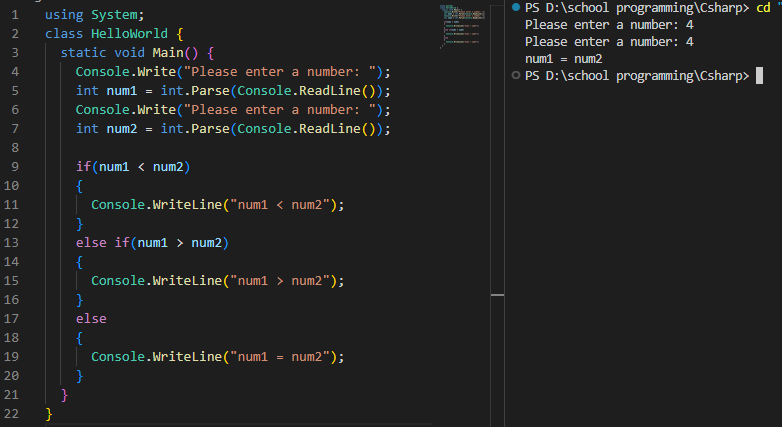 1 using System;
2 class HelloWorld {
3   static void Main() {
4     Console.Write("Please enter a number: ");
5     int num1 = int.Parse(Console.ReadLine());
6     Console.Write("Please enter a number: ");
7     int num2 = int.Parse(Console.ReadLine());
8
9     if(num1 < num2)
10     {
11       Console.WriteLine("num1 < num2");
12     }
13     else if(num1 > num2)
14     {
15       Console.WriteLine("num1 > num2");
16     }
17     else
18     {
19       Console.WriteLine("num1 = num2");
20     }
21   }
22 }
PS D:\school programming\Csharp> cd "
Please enter a number: 4
Please enter a number: 4
num1 = num2
PS D:\school programming\Csharp>